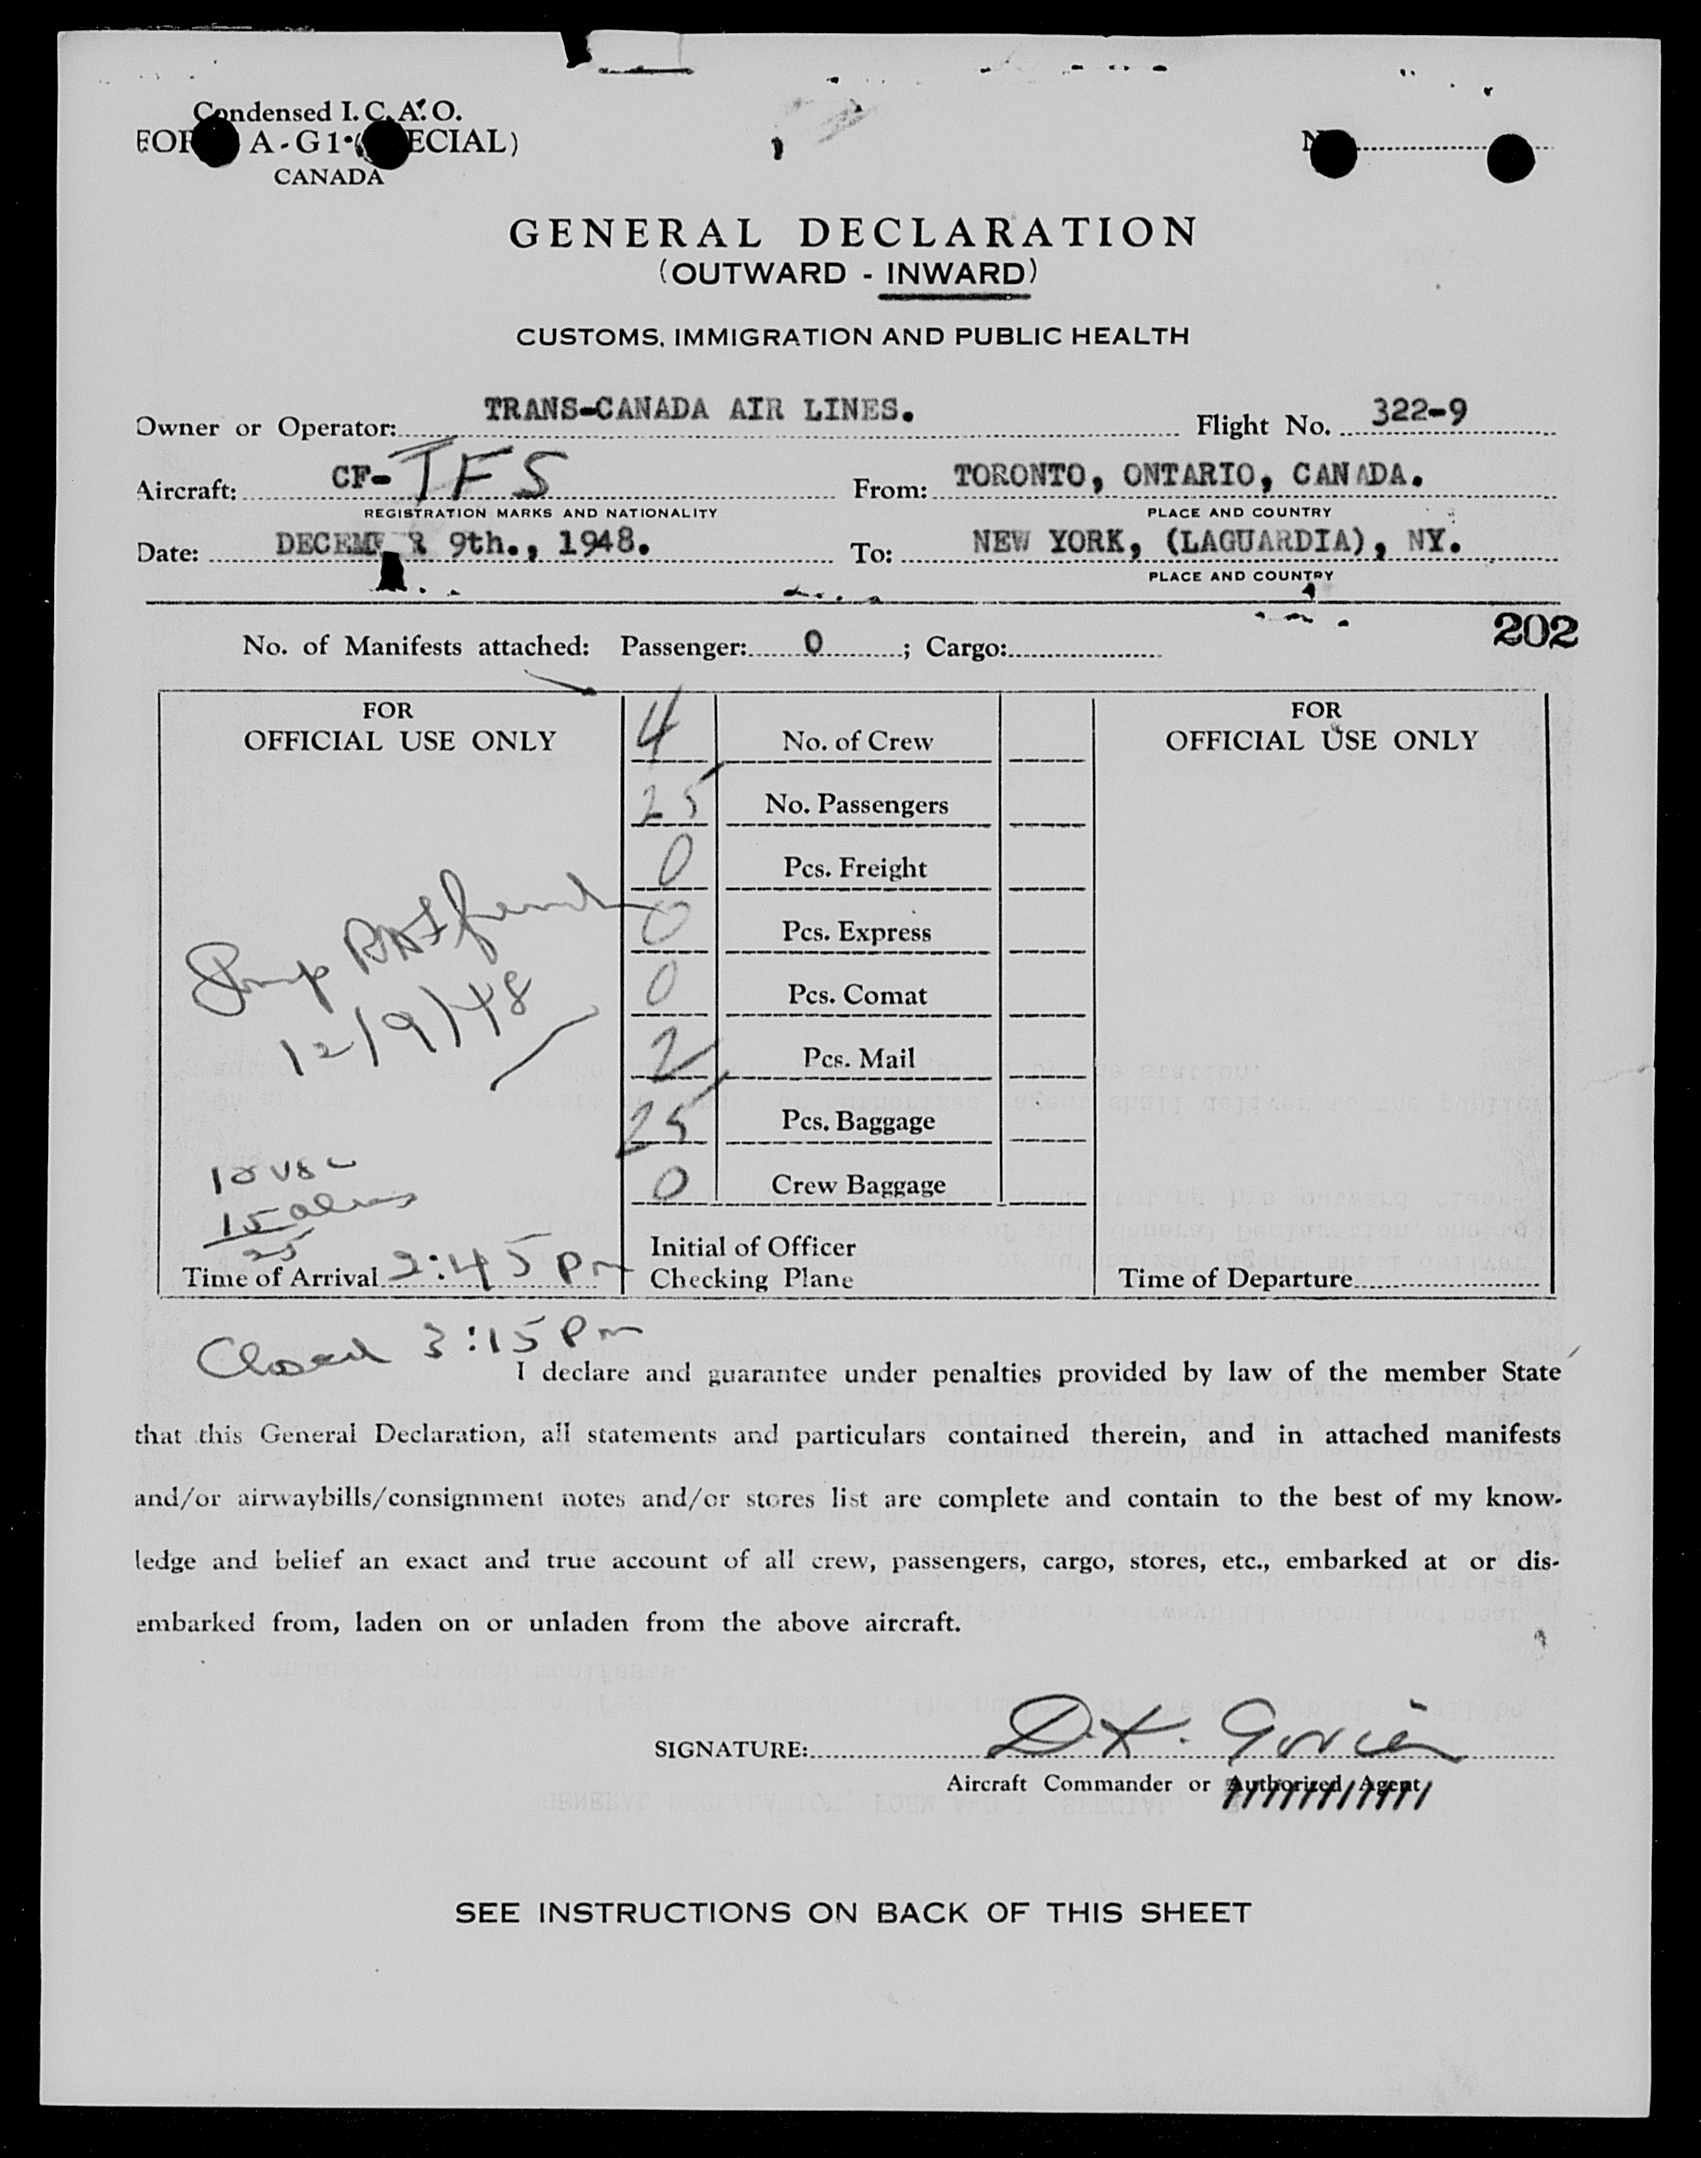 Condensed I. C. A. O.
A - G 1
CANADA
GENERAL DECLARATION
(OUTWARD - INWARD)
CUSTOMS, IMMIGRATION AND PUBLIC HEALTH
Owner or Operator: TRANS-CANADA AIR LINES. Flight No. 322-9
Aircraft: CF-TFS From: TORONTO, ONTARIO, CANADA.
REGISTRATION MARKS AND NATIONALITY PLACE AND COUNTRY
Date: DECEMBER 9th., 1948. To: NEW YORK, (LAGUARDIA), NY.
PLACE AND COUNTRY
202
No. of Manifests attached: Passenger: 0 ; Cargo:
FOR
OFFICIAL USE ONLY
4 No. of Crew
25 No. Passengers
0 Pcs. Freight
0 Pcs. Express
0 Pcs. Comat
2 Pcs. Mail
25 Pcs. Baggage
0 Crew Baggage
FOR
OFFICIAL USE ONLY
12/9/48
15 aliens
25
Time of Arrival 2:45 Pm
Initial of Officer
Checking Plane
Time of Departure
Closed 3:15 Pm
I declare and guarantee under penalties provided by law of the member State
that this General Declaration, all statements and particulars contained therein, and in attached manifests
and/or airwaybills/consignment notes and/or stores list are complete and contain to the best of my know-
ledge and belief an exact and true account of all crew, passengers, cargo, stores, etc., embarked at or dis-
embarked from, laden on or unladen from the above aircraft.
SIGNATURE:
Aircraft Commander or Authorized Agent
SEE INSTRUCTIONS ON BACK OF THIS SHEET